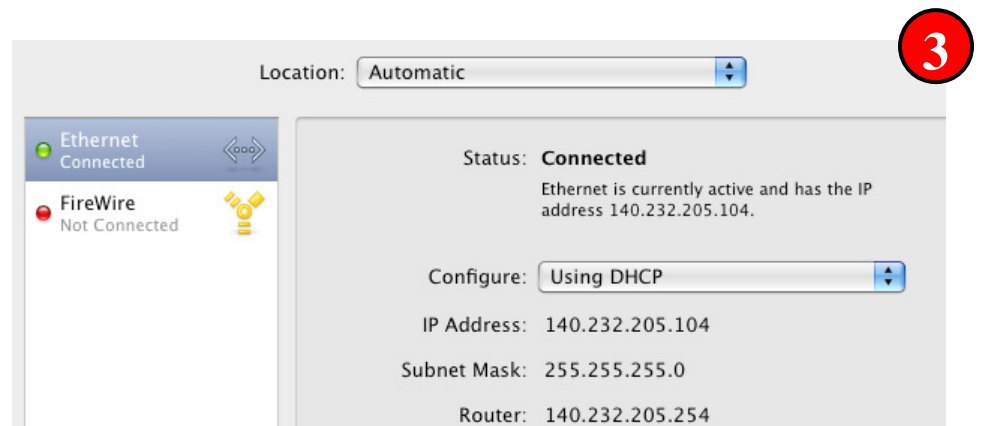 3
Location: Automatic
Ethernet
Connected
FireWire
Not Connected
Status: Connected
Ethernet is currently active and has the IP
address 140.232.205.104.
Configure: Using DHCP
IP Address: 140.232.205.104
Subnet Mask: 255.255.255.0
Router: 140.232.205.254